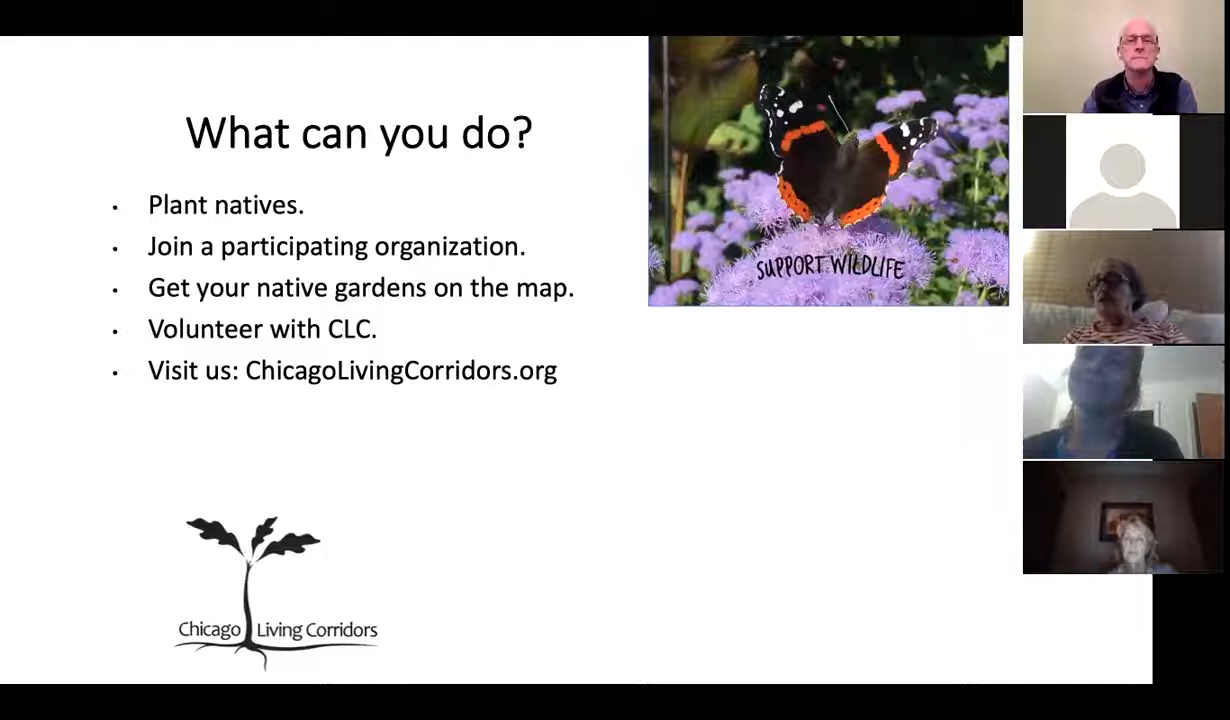 What can you do?
Plant natives.
Join a participating organization.
Get your native gardens on the map.
Volunteer with CLC.
Visit us: ChicagoLivingCorridors.org
SUPPORT WILDLIFE
Chicago Living Corridors